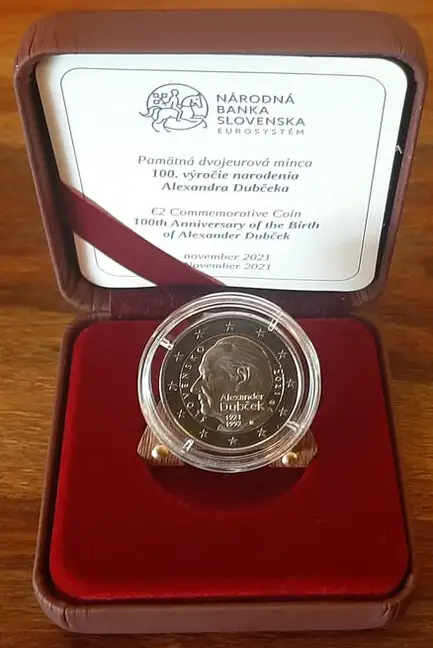 NÁRODNÁ
BANKA
SLOVENSKA
EUROSYSTÉM
Pamätná dvojeurová minca
100. výročie narodenia
Alexandra Dubčeka
€2 Commemorative Coin
100th Anniversary of the Birth
of Alexander Dubček
november 2021
November 2021
SLOVENSKO
Alexander
Dubček
1921
1992
2021